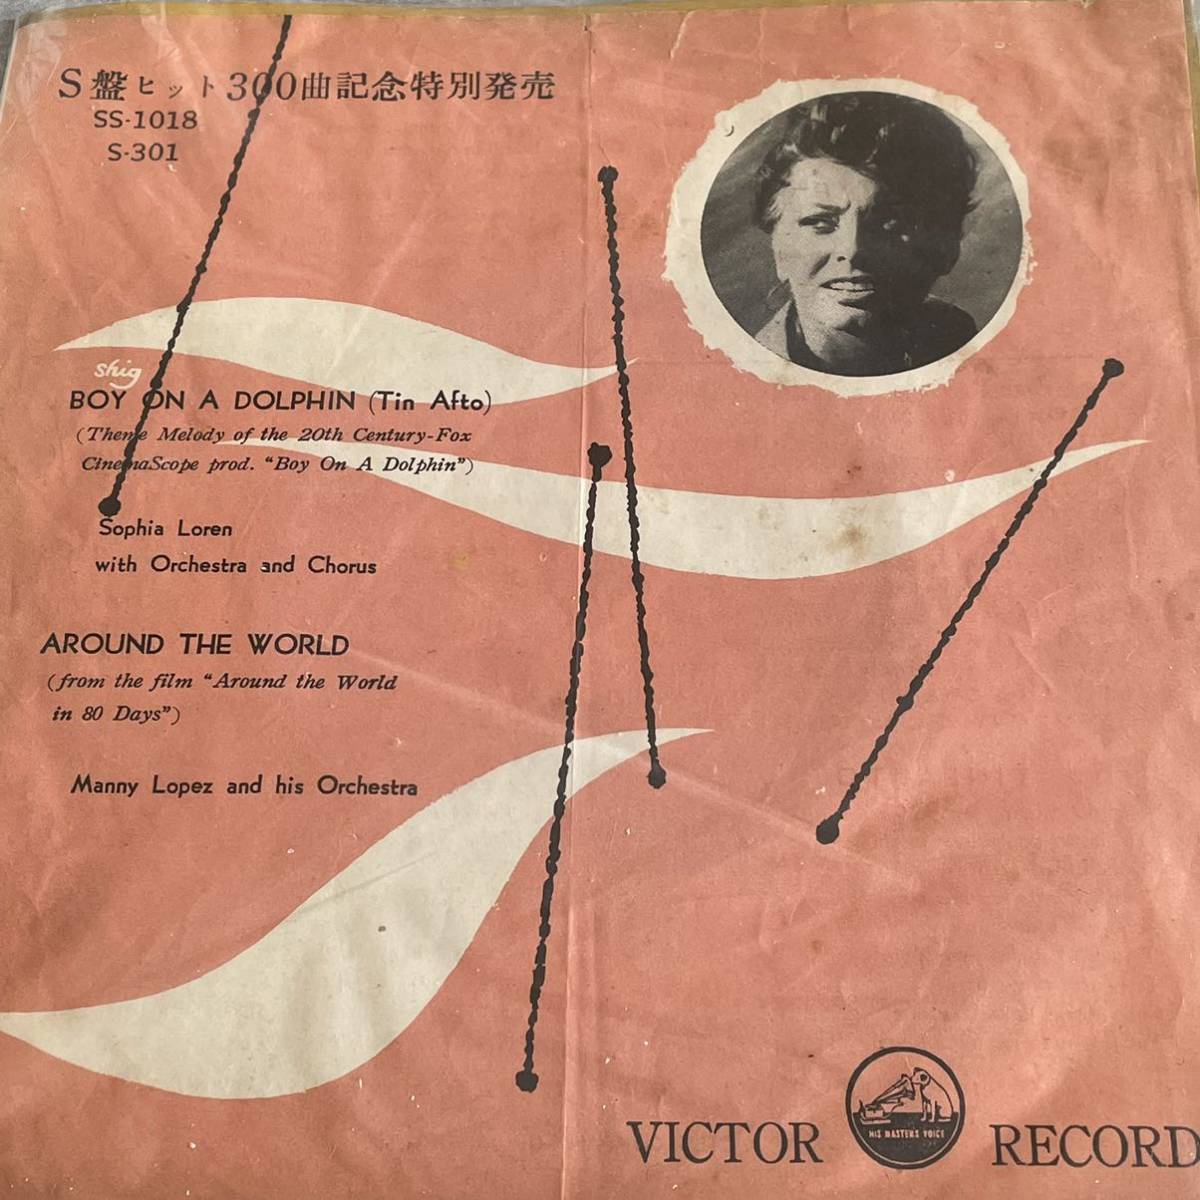 S盤ヒット300曲記念特別発売
SS-1018
S-301
shig
BOY ON A DOLPHIN (Tin Afto)
(Theme Melody of the 20th Century-Fox
CinemaScope prod. “Boy On A Dolphin”)
Sophia Loren
with Orchestra and Chorus
AROUND THE WORLD
(from the film “Around the World
in 80 Days”)
Manny Lopez and his Orchestra
HIS MASTERS VOICE
VICTOR RECORD